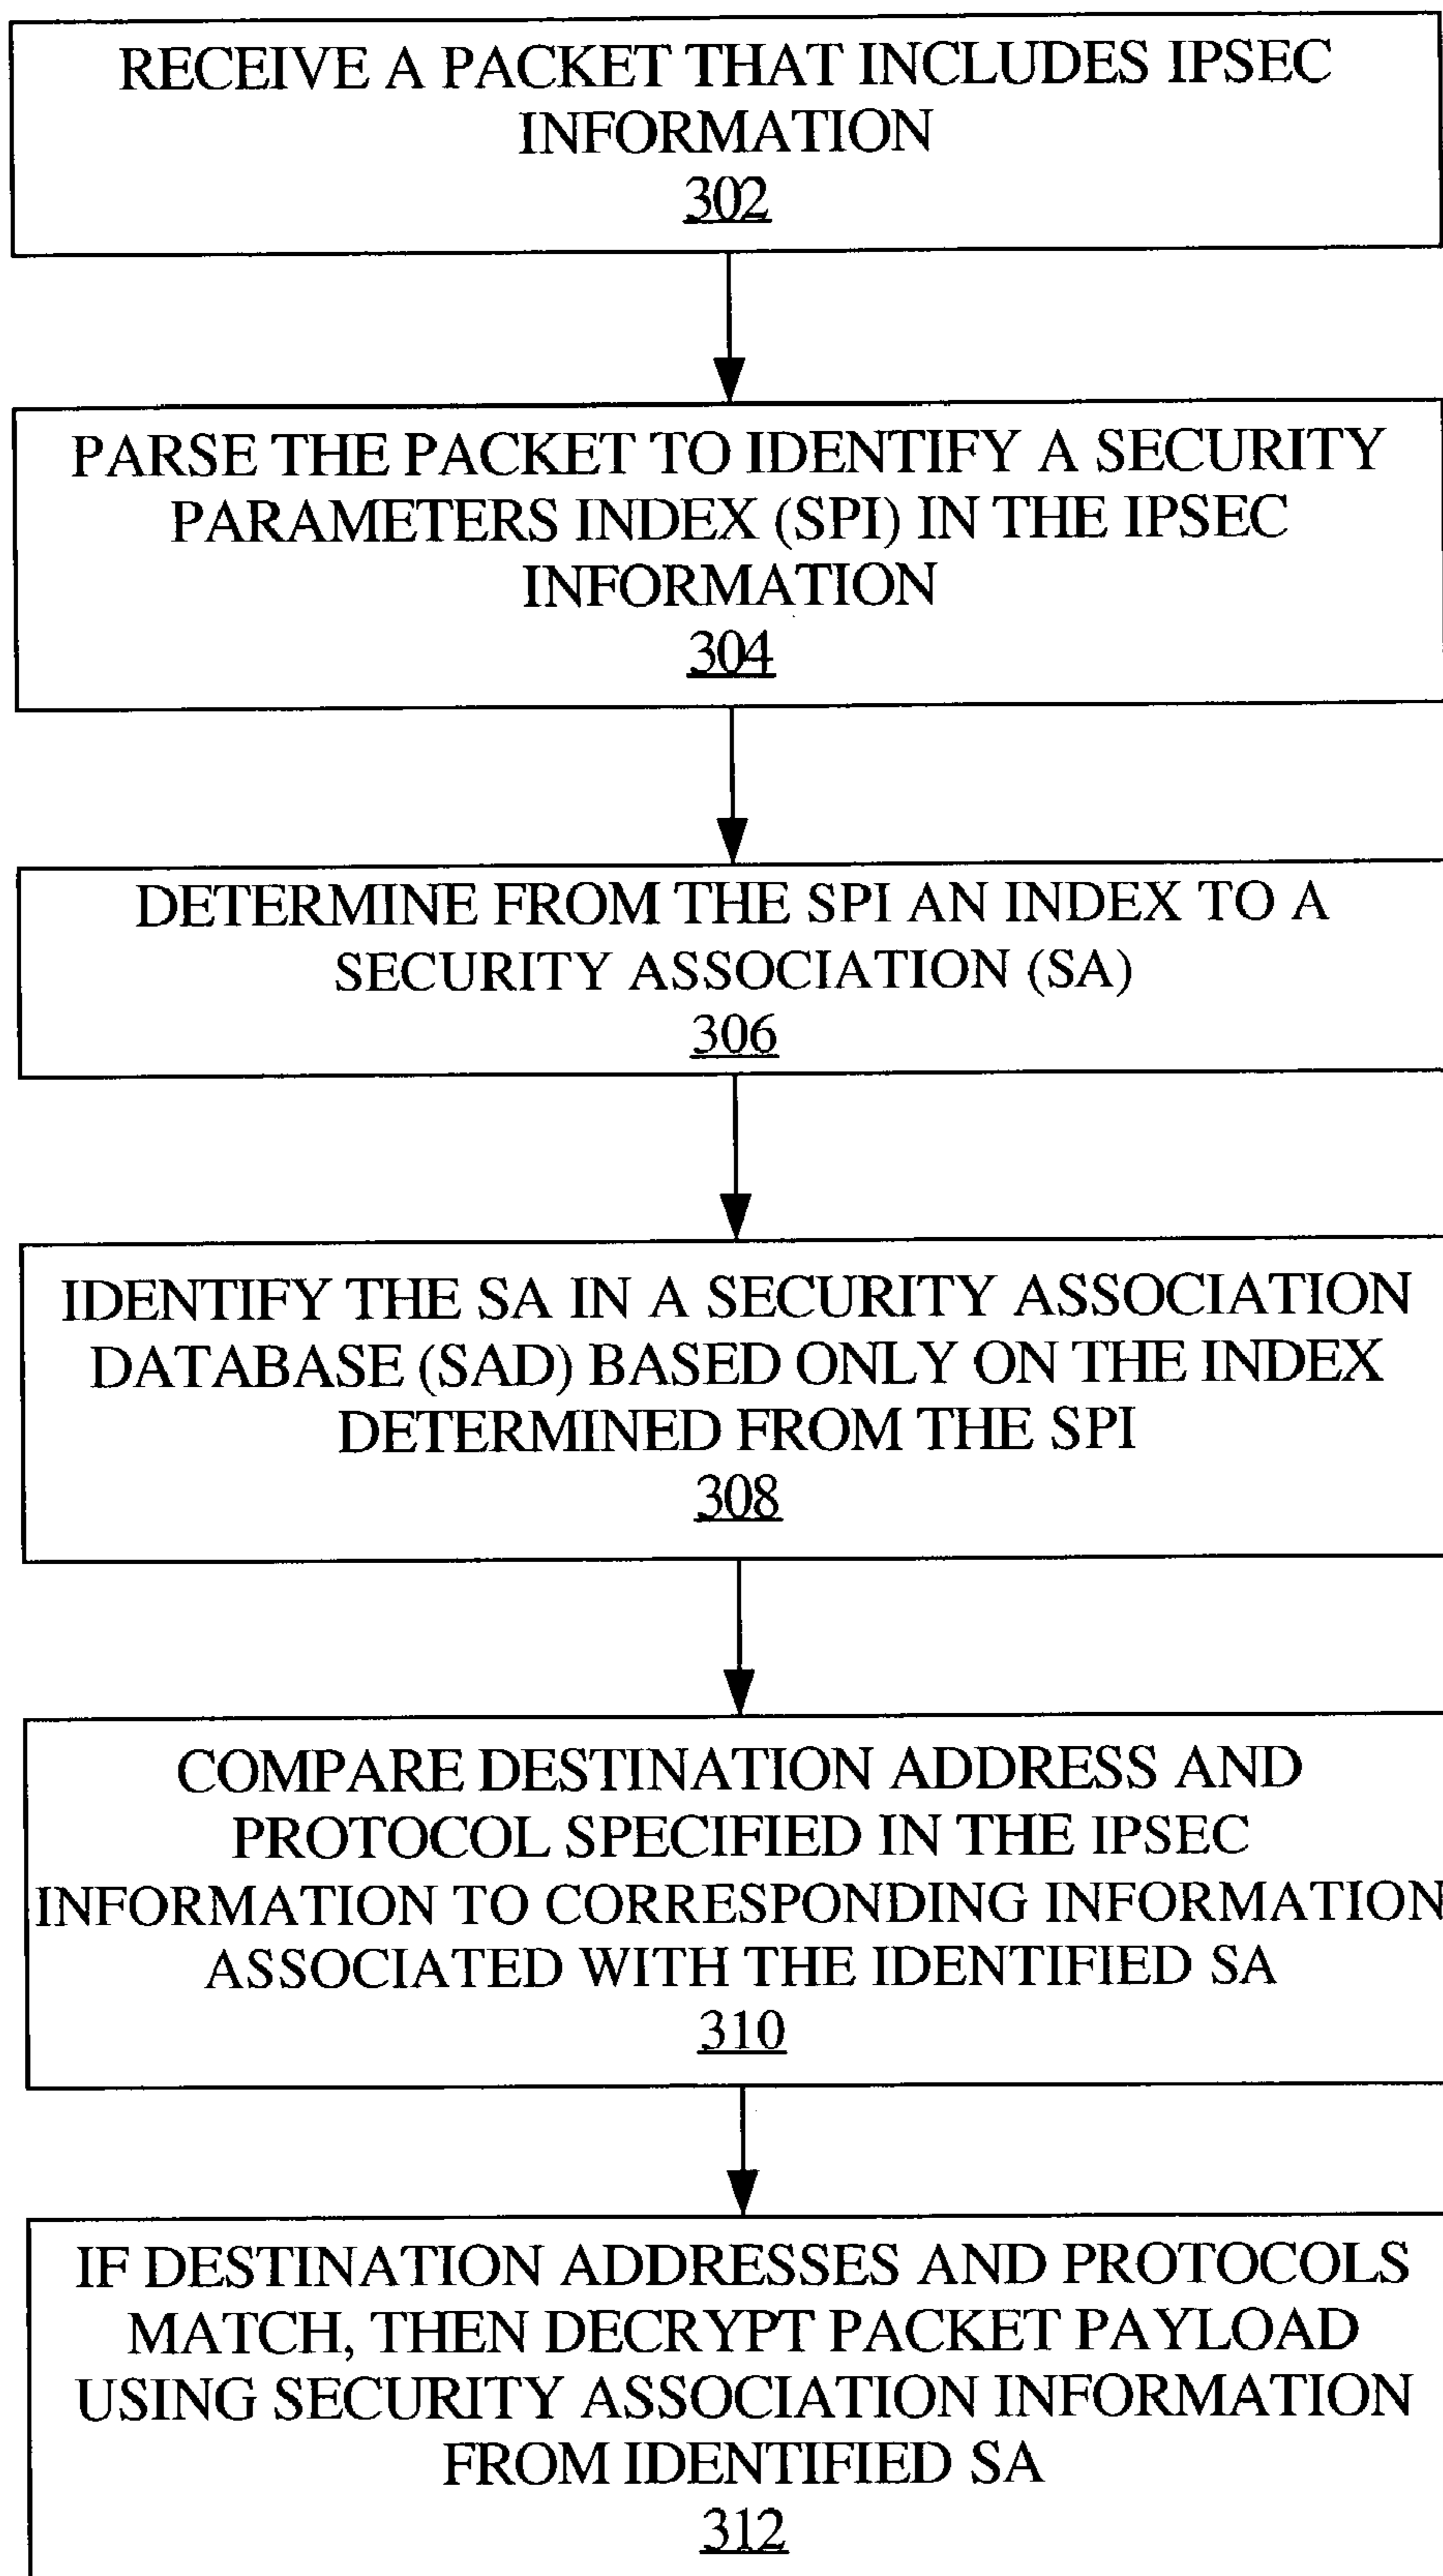 RECEIVE A PACKET THAT INCLUDES IPSEC
INFORMATION
302
PARSE THE PACKET TO IDENTIFY A SECURITY
PARAMETERS INDEX (SPI) IN THE IPSEC
INFORMATION
304
DETERMINE FROM THE SPI AN INDEX TO A
SECURITY ASSOCIATION (SA)
306
IDENTIFY THE SA IN A SECURITY ASSOCIATION
DATABASE (SAD) BASED ONLY ON THE INDEX
DETERMINED FROM THE SPI
308
COMPARE DESTINATION ADDRESS AND
PROTOCOL SPECIFIED IN THE IPSEC
INFORMATION TO CORRESPONDING INFORMATION
ASSOCIATED WITH THE IDENTIFIED SA
310
IF DESTINATION ADDRESSES AND PROTOCOLS
MATCH, THEN DECRYPT PACKET PAYLOAD
USING SECURITY ASSOCIATION INFORMATION
FROM IDENTIFIED SA
312